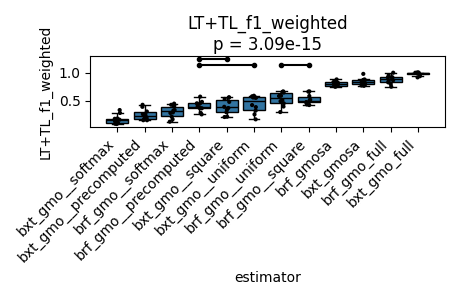 LT+TL_f1_weighted
p = 3.09e-15
LT+TL_f1_weighted
1.0
0.5
bxt_gmo__softmax
bxt_gmo__precomputed
brf_gmo__softmax
brf_gmo__precomputed
bxt_gmo__square
bxt_gmo__uniform
brf_gmo__uniform
brf_gmo__square
brf_gmosa
bxt_gmosa
brf_gmo_full
bxt_gmo_full
estimator